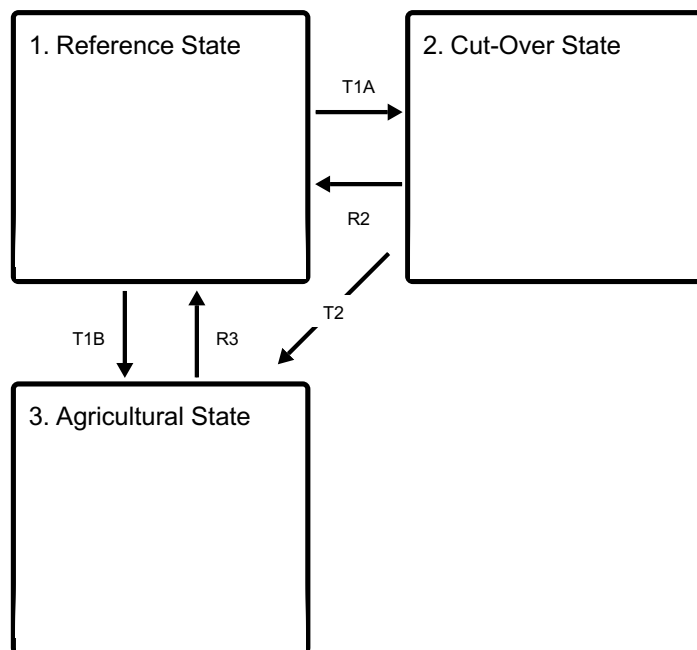 1. Reference State
2. Cut-Over State
T1A
R2
T1B
R3
T2
3. Agricultural State